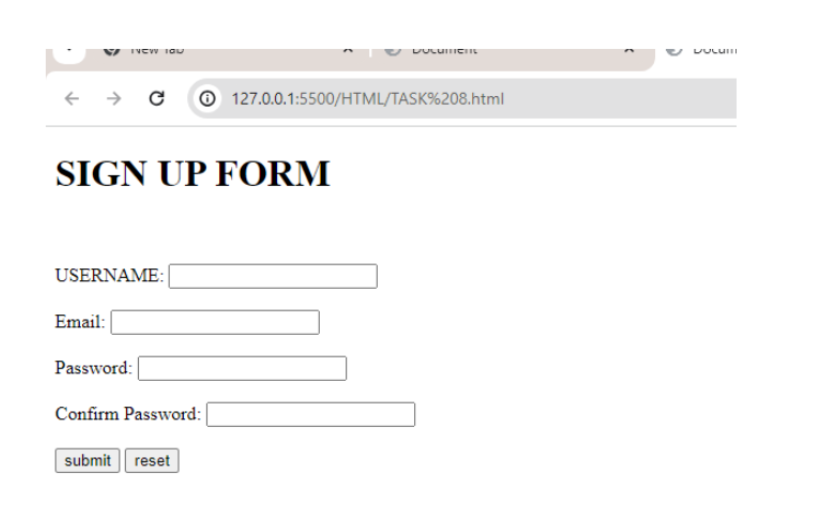 New Tab Document
127.0.0.1:5500/HTML/TASK%208.html
SIGN UP FORM
USERNAME:
Email:
Password:
Confirm Password:
submit reset